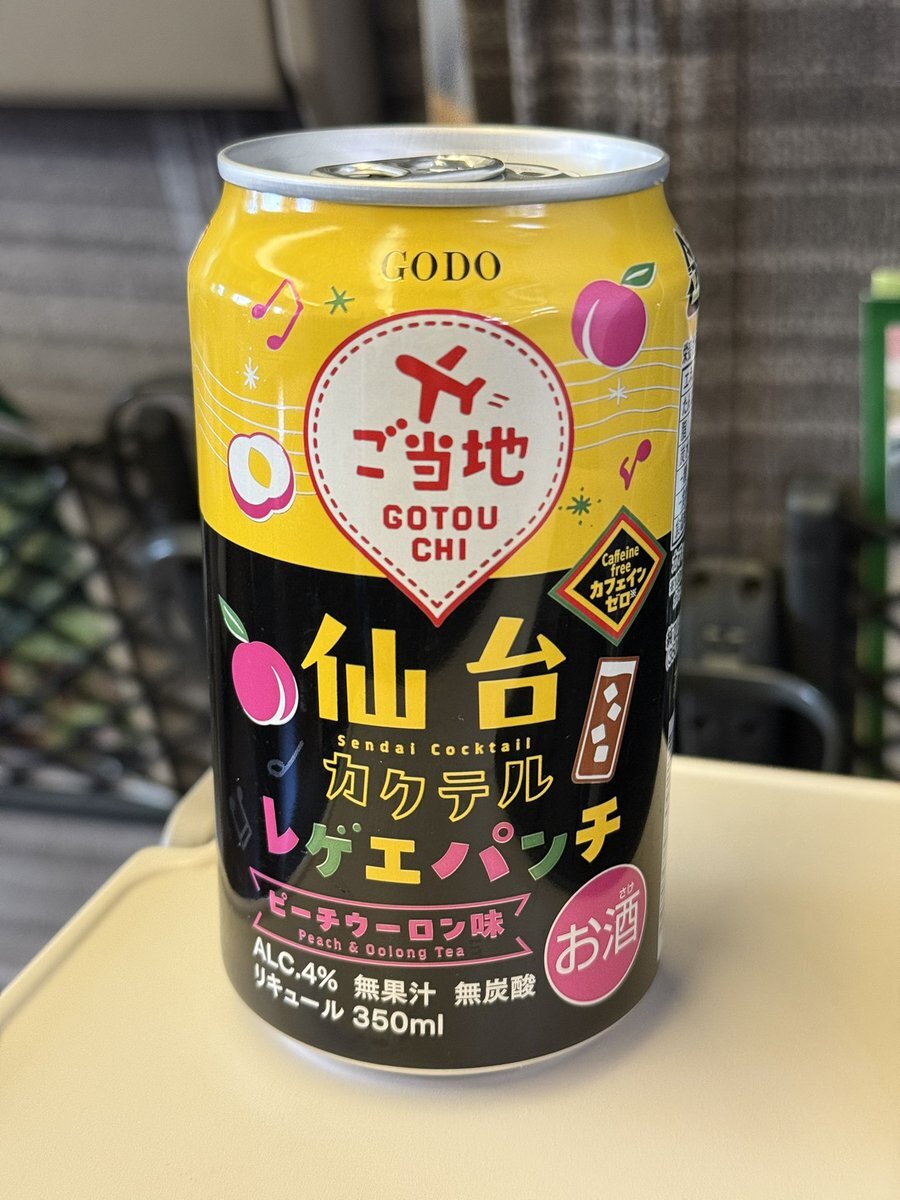 GODO
ご当地
GOTOU
CHI
Caffeine
free
カフェイン
ゼロ※
仙台
Sendai Cocktail
カクテル
レゲエパンチ
ピーチウーロン味
Peach & Oolong Tea
さけ
お酒
ALC.4% 無果汁 無炭酸
リキュール 350ml